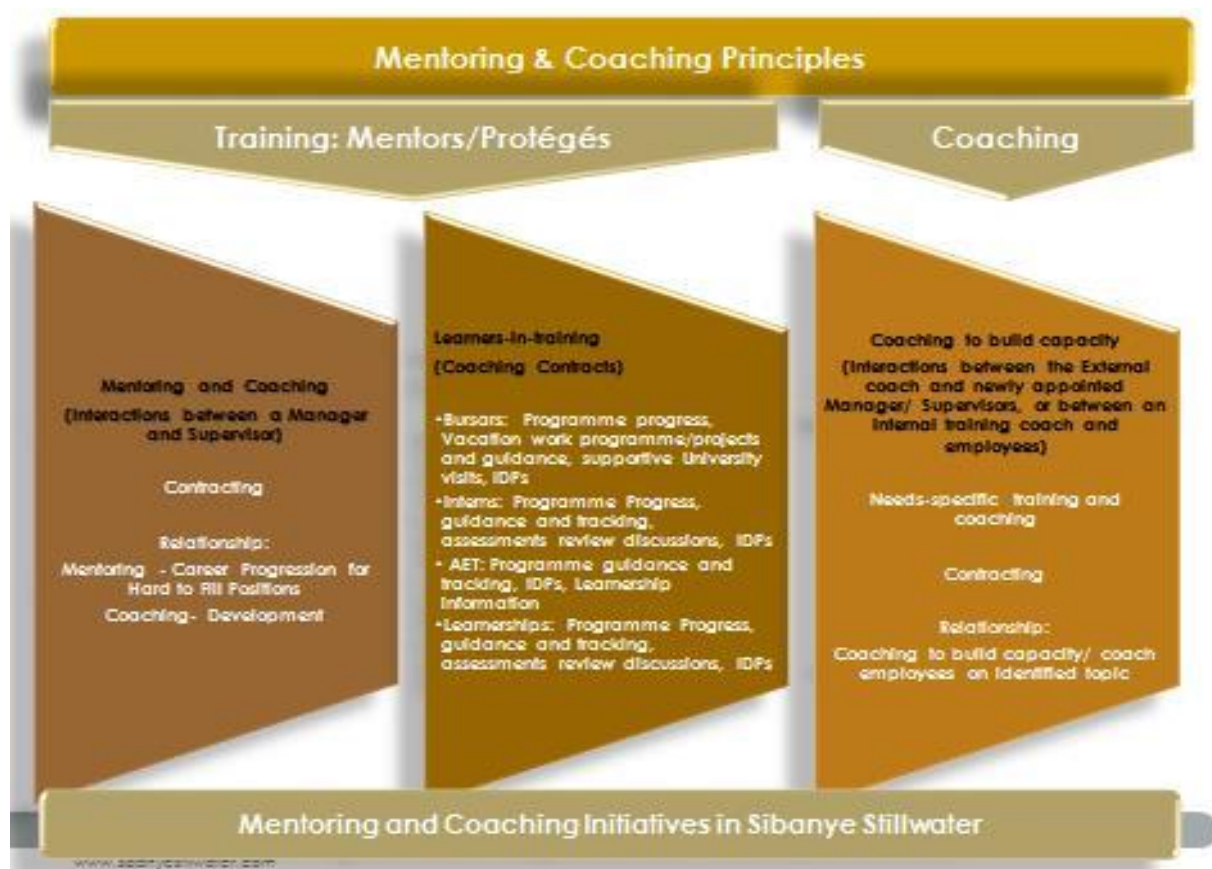 Mentoring & Coaching Principles
Training: Mentors/Protégés
Coaching
Mentoring and Coaching
(Interactions between a Manager
and Supervisor)
Contracting
Relationship:
Mentoring - Career Progression for
Hard to Fill Positions
Coaching- Development
Learners-in-training
(Coaching Contracts)
•Bursars: Programme progress,
Vacation work programme/projects
and guidance, supportive University
visits, IDPs
•Interns: Programme Progress,
guidance and tracking,
assessments review discussions, IDPs
• AET: Programme guidance and
tracking, IDPs, Learnership
Information
•Learnerships: Programme Progress,
guidance and tracking,
assessments review discussions, IDPs
Coaching to build capacity
(Interactions between the External
coach and newly appointed
Manager/ Supervisors, or between an
internal training coach and
employees)
Needs-specific training and
coaching
Contracting
Relationship:
Coaching to build capacity/ coach
employees on identified topic
Mentoring and Coaching Initiatives in Sibanye Stillwater
www.sibanyestillwater.com